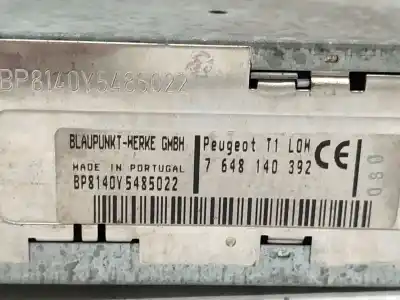 BP8140Y5485022
BLAUPUNKT-WERKE GMBH
Peugeot T1 LOW
MADE IN PORTUGAL
7 648 140 392
CE
BP8140Y5485022
080